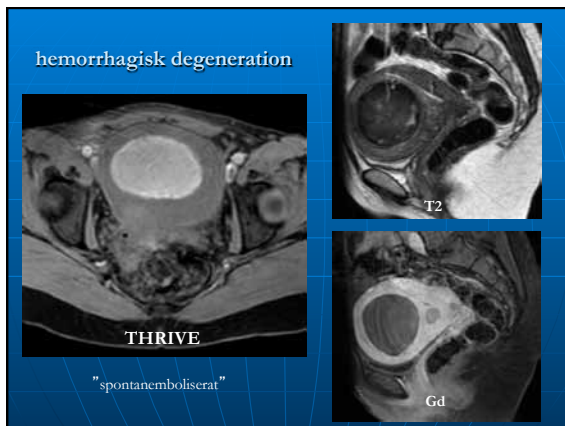 hemorrhagisk degeneration
THRIVE
"spontanemboliserat"
T2
Gd